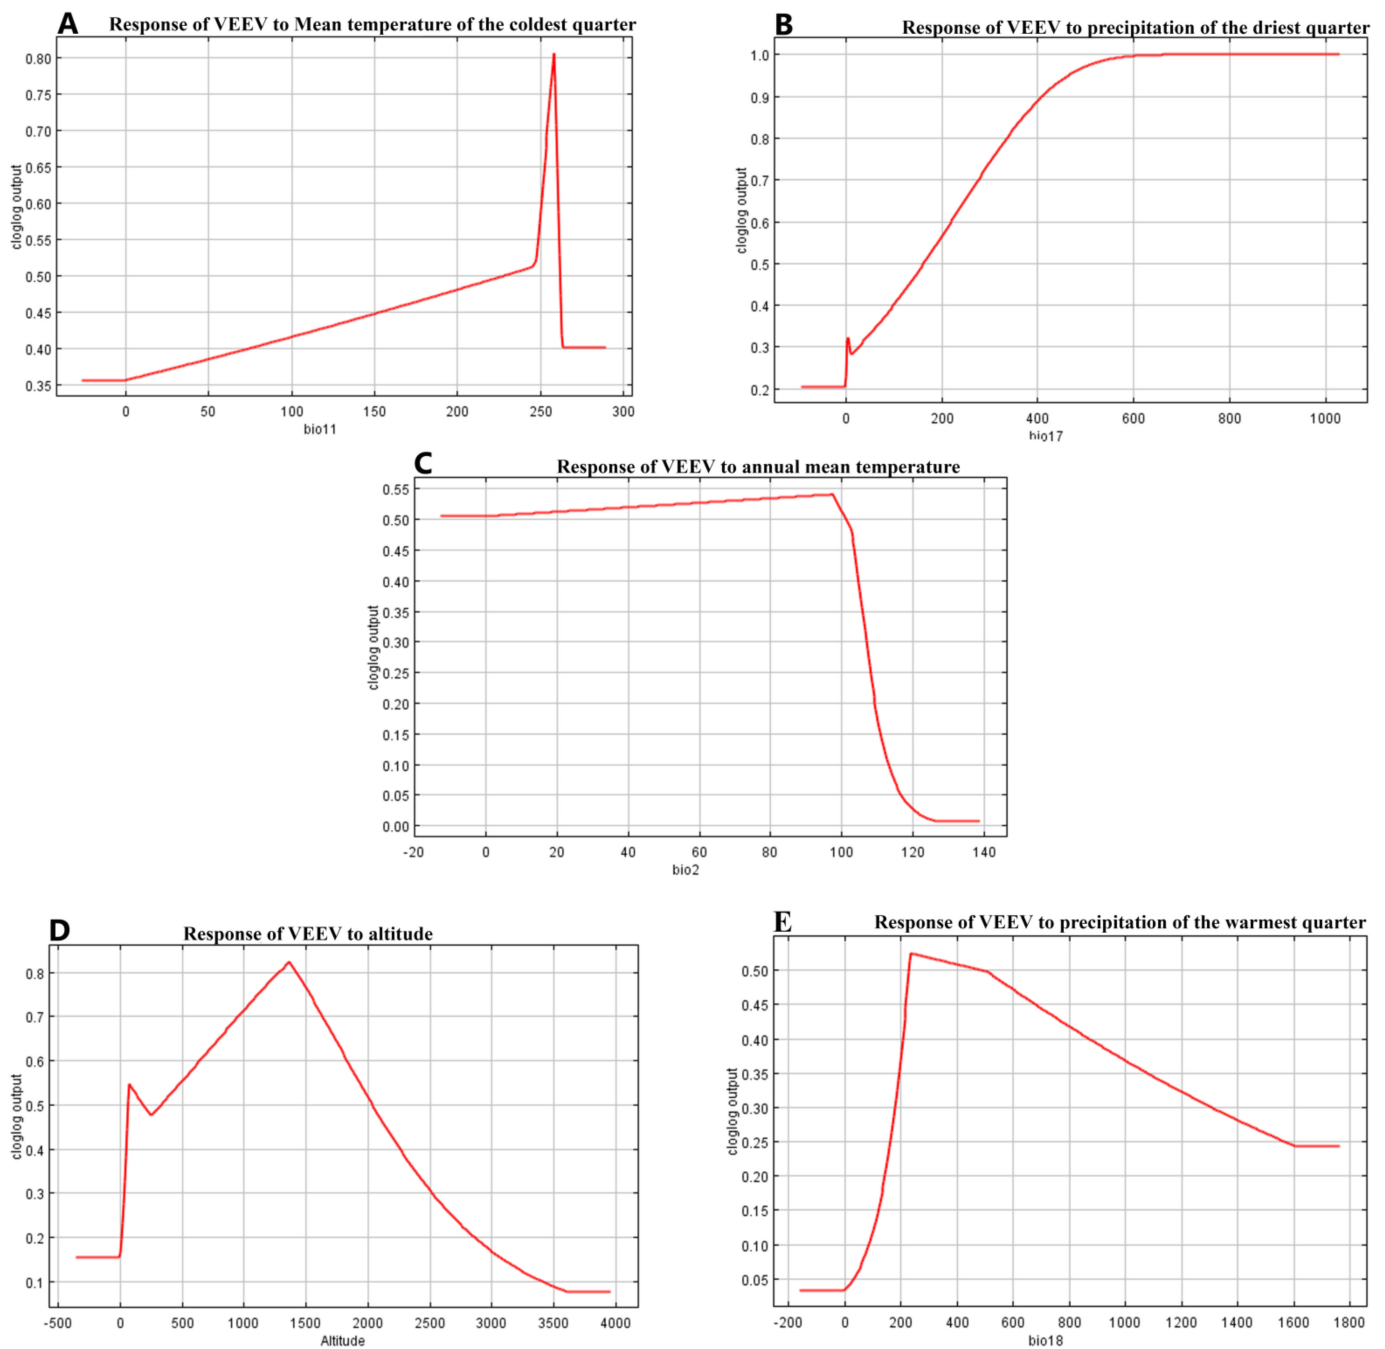 A Response of VEEV to Mean temperature of the coldest quarter
0.80
0.75
0.70
0.65
0.60
0.55
0.50
0.45
0.40
0.35
cloglog output
0 50 100 150 200 250 300
bio11
B Response of VEEV to precipitation of the driest quarter
1.0
0.9
0.8
0.7
0.6
0.5
0.4
0.3
0.2
cloglog output
0 200 400 600 800 1000
bio17
C Response of VEEV to annual mean temperature
0.55
0.50
0.45
0.40
0.35
0.30
0.25
0.20
0.15
0.10
0.05
0.00
cloglog output
-20 0 20 40 60 80 100 120 140
bio2
D Response of VEEV to altitude
0.8
0.7
0.6
0.5
0.4
0.3
0.2
0.1
cloglog output
-500 0 500 1000 1500 2000 2500 3000 3500 4000
Altitude
E Response of VEEV to precipitation of the warmest quarter
0.50
0.45
0.40
0.35
0.30
0.25
0.20
0.15
0.10
0.05
cloglog output
-200 0 200 400 600 800 1000 1200 1400 1600 1800
bio18